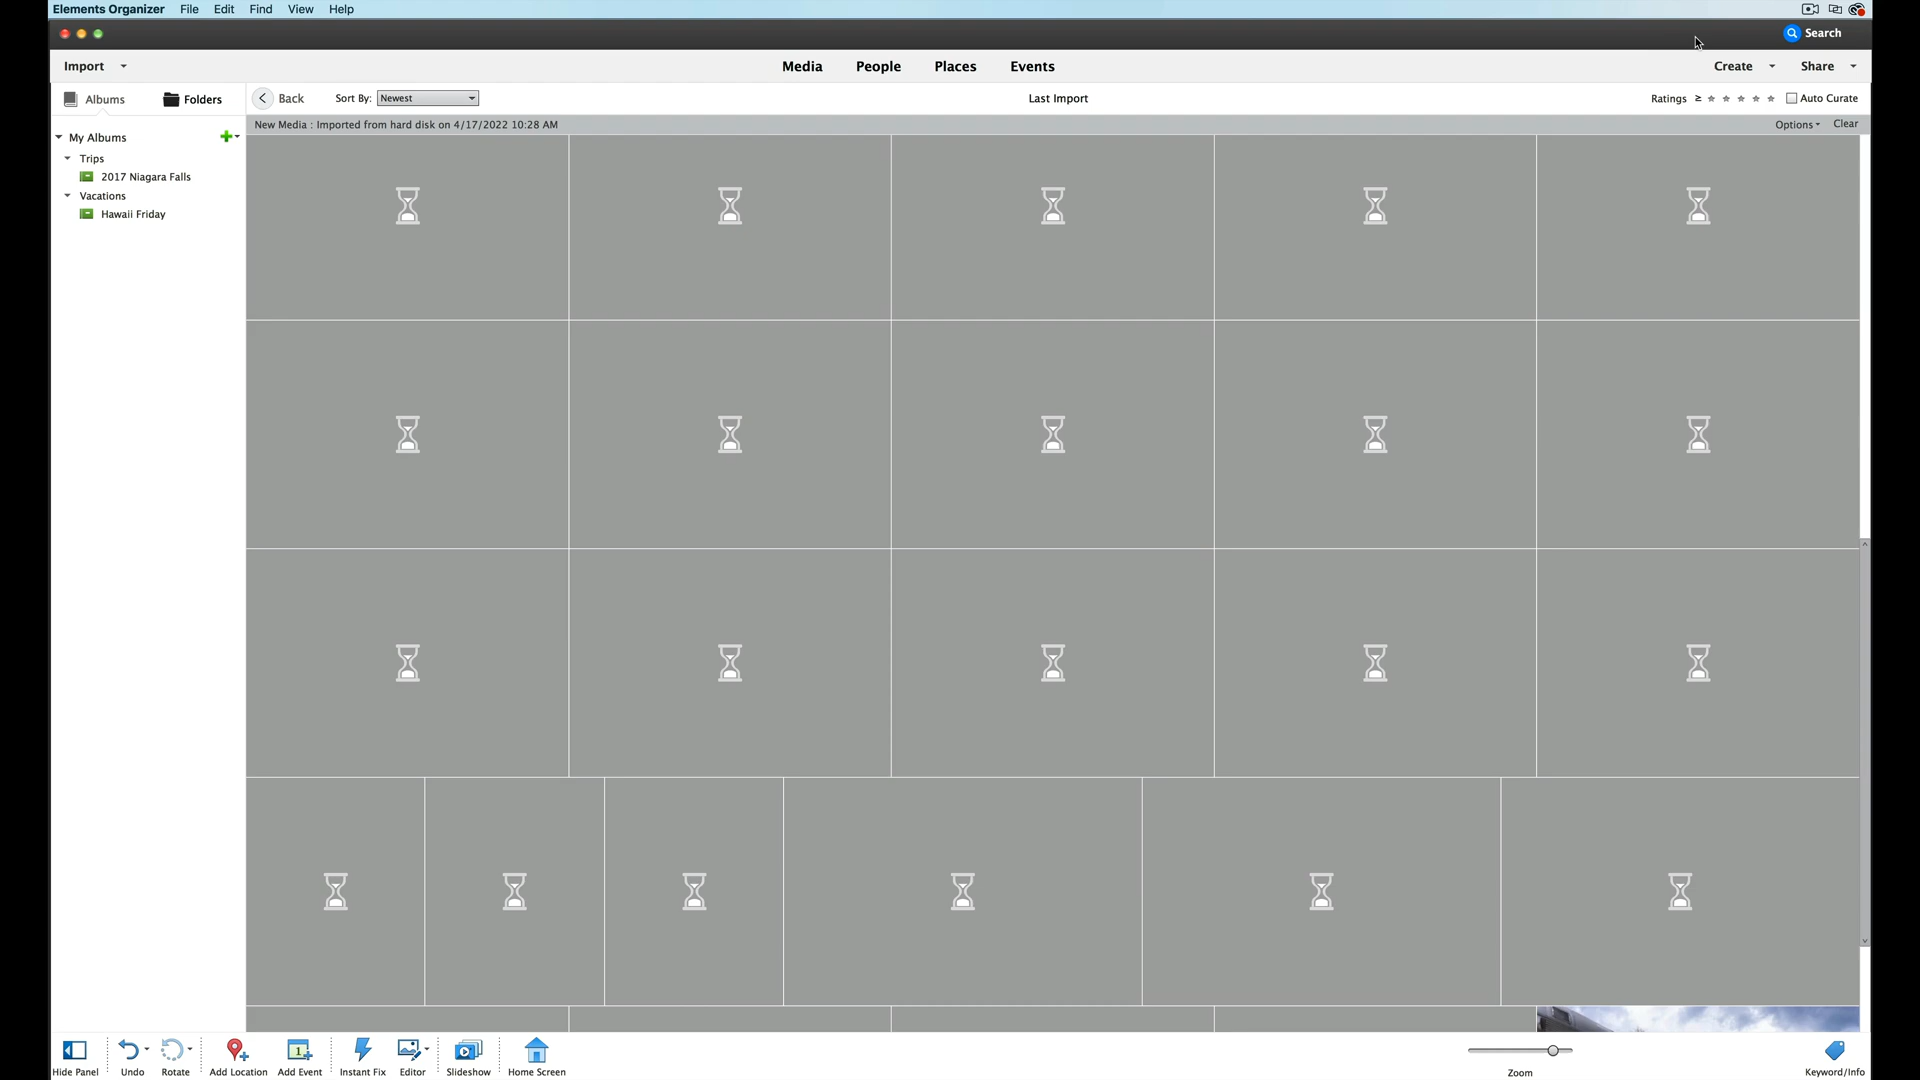 Elements Organizer File Edit Find View Help
Search
Import Media People Places Events Create Share
Albums Folders Back Sort By: Newest Last Import Ratings ≥ Auto Curate
New Media : Imported from hard disk on 4/17/2022 10:28 AM Options Clear
My Albums
Trips
2017 Niagara Falls
Vacations
Hawaii Friday
Hide Panel Undo Rotate Add Location 1 Add Event Instant Fix Editor Slideshow Home Screen Zoom Keyword/Info